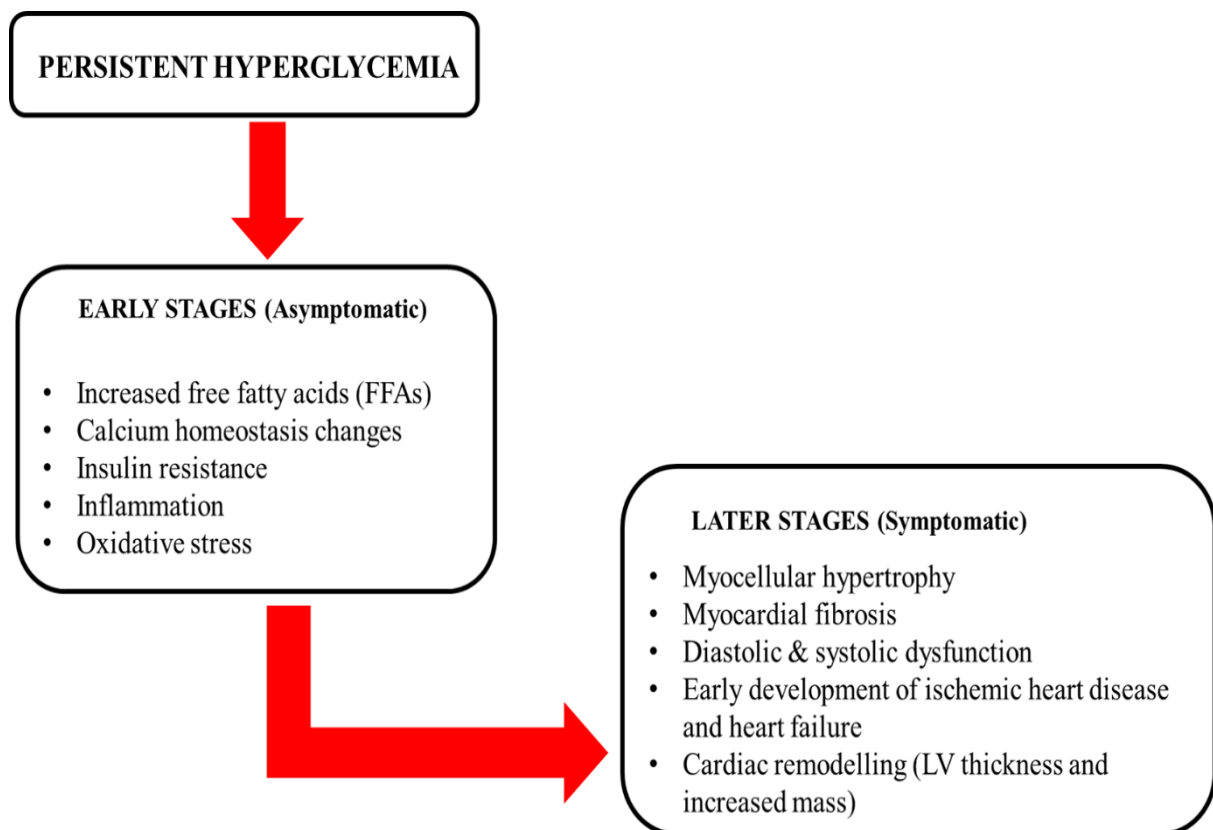 PERSISTENT HYPERGLYCEMIA
EARLY STAGES (Asymptomatic)
• Increased free fatty acids (FFAs)
• Calcium homeostasis changes
• Insulin resistance
• Inflammation
• Oxidative stress
LATER STAGES (Symptomatic)
• Myocellular hypertrophy
• Myocardial fibrosis
• Diastolic & systolic dysfunction
• Early development of ischemic heart disease
and heart failure
• Cardiac remodelling (LV thickness and
increased mass)